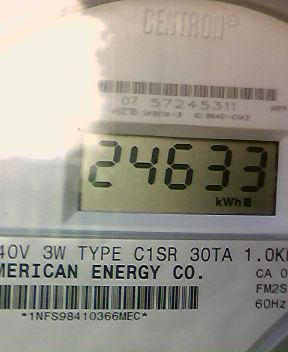 CENTRON®
07 57245311
24633
kWh
40V 3W TYPE C1SR 30TA 1.0K
MERICAN ENERGY CO.
CA 0
FM2S
60Hz
*1NFS98410366MEC*